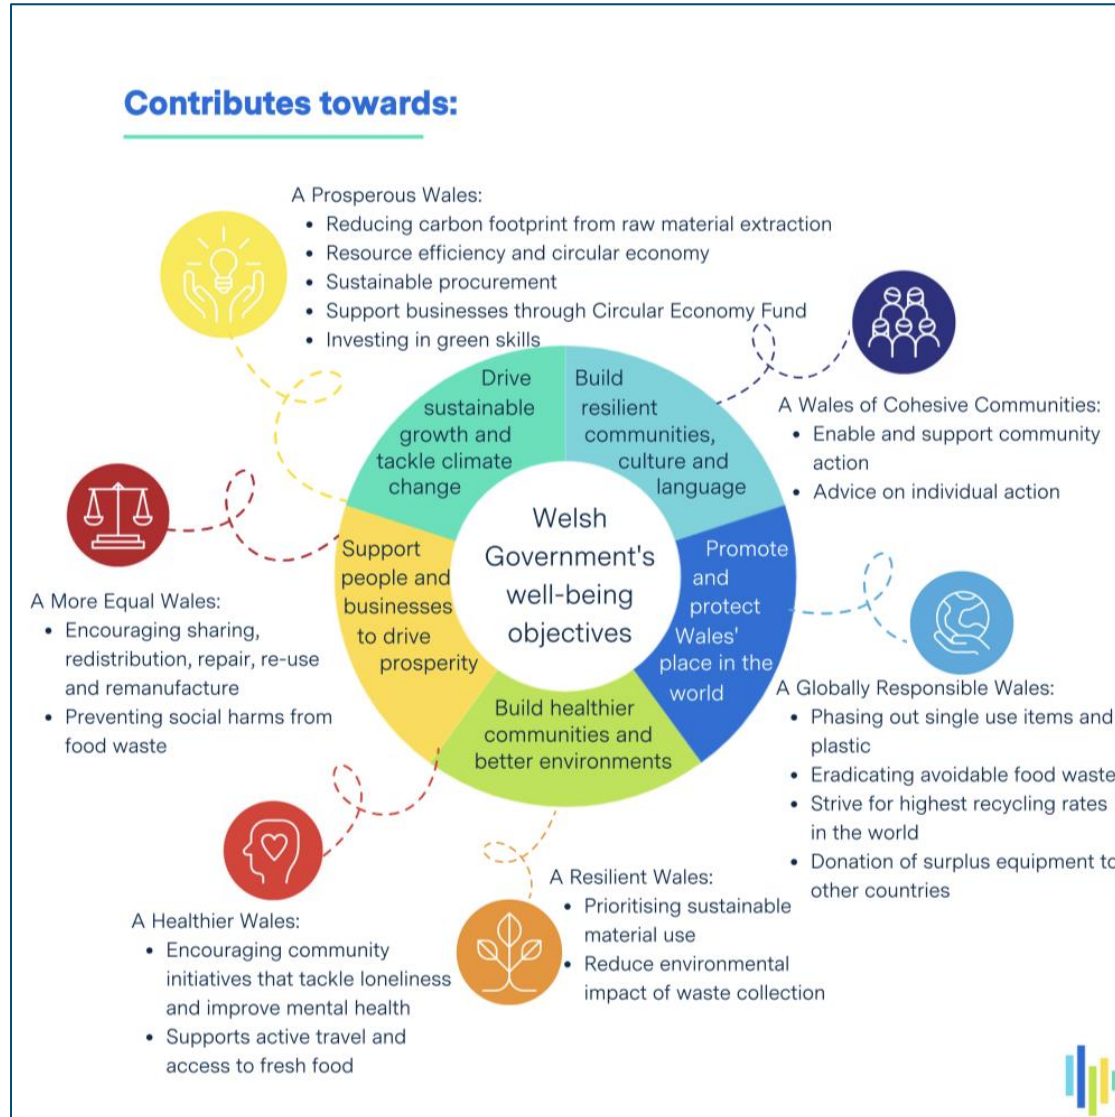 Contributes towards:
A Prosperous Wales:
• Reducing carbon footprint from raw material extraction
• Resource efficiency and circular economy
• Sustainable procurement
• Support businesses through Circular Economy Fund
• Investing in green skills
A Wales of Cohesive Communities:
• Enable and support community
action
• Advice on individual action
Drive
sustainable
growth and
tackle climate
change
Build
resilient
communities,
culture and
language
Welsh
Government's
well-being
objectives
Support
people and
businesses
to drive
prosperity
Promote
and
protect
Wales'
place in the
world
Build healthier
communities and
better environments
A More Equal Wales:
• Encouraging sharing,
redistribution, repair, re-use
and remanufacture
• Preventing social harms from
food waste
A Globally Responsible Wales:
• Phasing out single use items and
plastic
• Eradicating avoidable food waste
• Strive for highest recycling rates
in the world
• Donation of surplus equipment to
other countries
A Healthier Wales:
• Encouraging community
initiatives that tackle loneliness
and improve mental health
• Supports active travel and
access to fresh food
A Resilient Wales:
• Prioritising sustainable
material use
• Reduce environmental
impact of waste collection